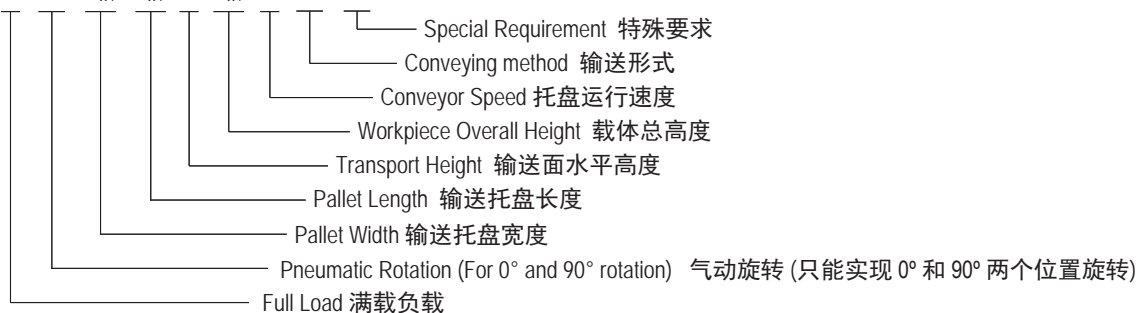 Special Requirement 特殊要求
Conveying method 输送形式
Conveyor Speed 托盘运行速度
Workpiece Overall Height 载体总高度
Transport Height 输送面水平高度
Pallet Length 输送托盘长度
Pallet Width 输送托盘宽度
Pneumatic Rotation (For 0° and 90° rotation) 气动旋转 (只能实现 0º 和 90º 两个位置旋转)
Full Load 满载负载